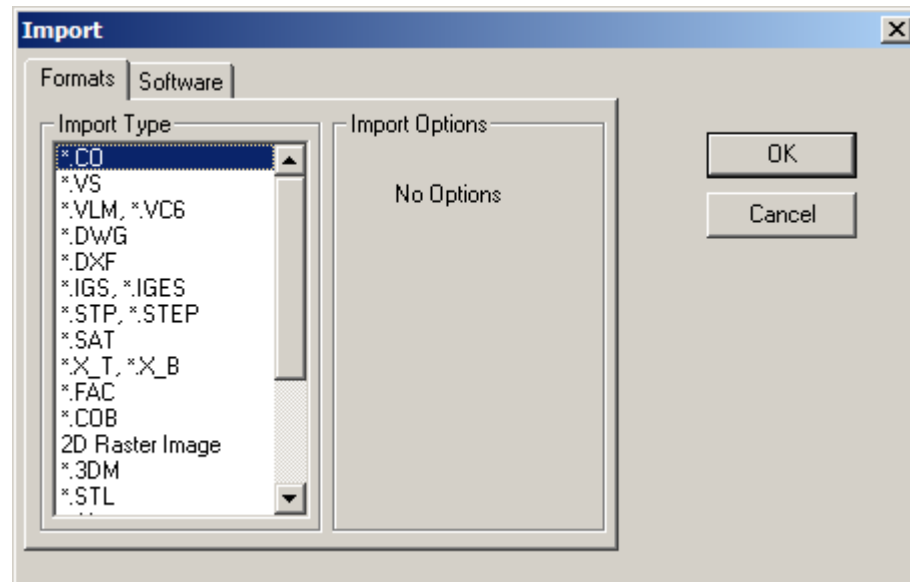 Import
Formats
Software
Import Type
*.CO
*.VS
*.VLM, *.VC6
*.DWG
*.DXF
*.IGS, *.IGES
*.STP, *.STEP
*.SAT
*.X_T, *.X_B
*.FAC
*.COB
2D Raster Image
*.3DM
*.STL
Import Options
No Options
OK
Cancel